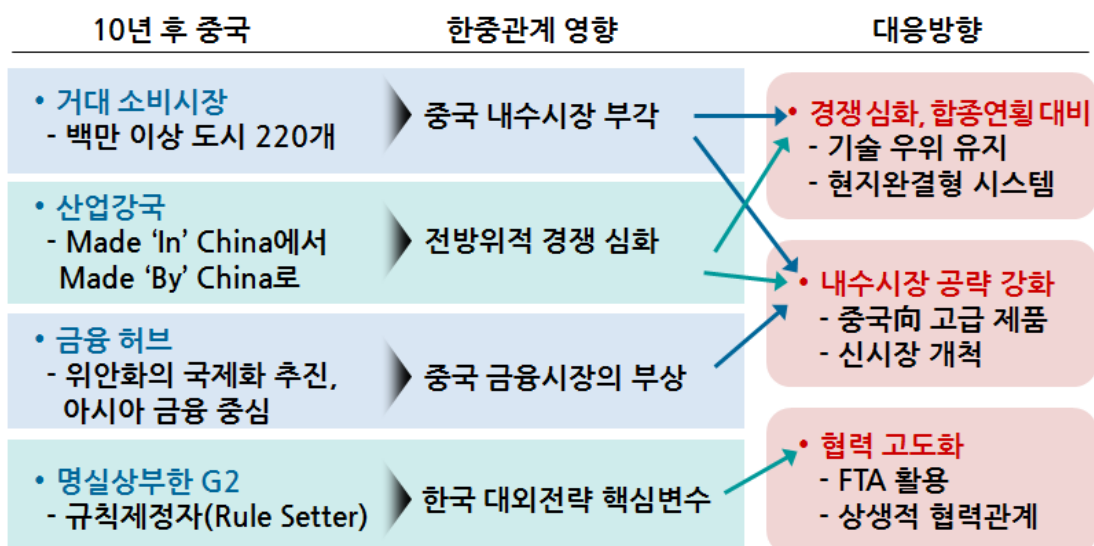 10년 후 중국
한중관계 영향
대응방향
• 거대 소비시장
- 백만 이상 도시 220개
중국 내수시장 부각
• 산업강국
- Made ‘In’ China에서
Made ‘By’ China로
전방위적 경쟁 심화
• 금융 허브
- 위안화의 국제화 추진,
아시아 금융 중심
중국 금융시장의 부상
• 명실상부한 G2
- 규칙제정자(Rule Setter)
한국 대외전략 핵심변수
• 경쟁 심화, 합종연횡 대비
- 기술 우위 유지
- 현지완결형 시스템
• 내수시장 공략 강화
- 중국向 고급 제품
- 신시장 개척
• 협력 고도화
- FTA 활용
- 상생적 협력관계